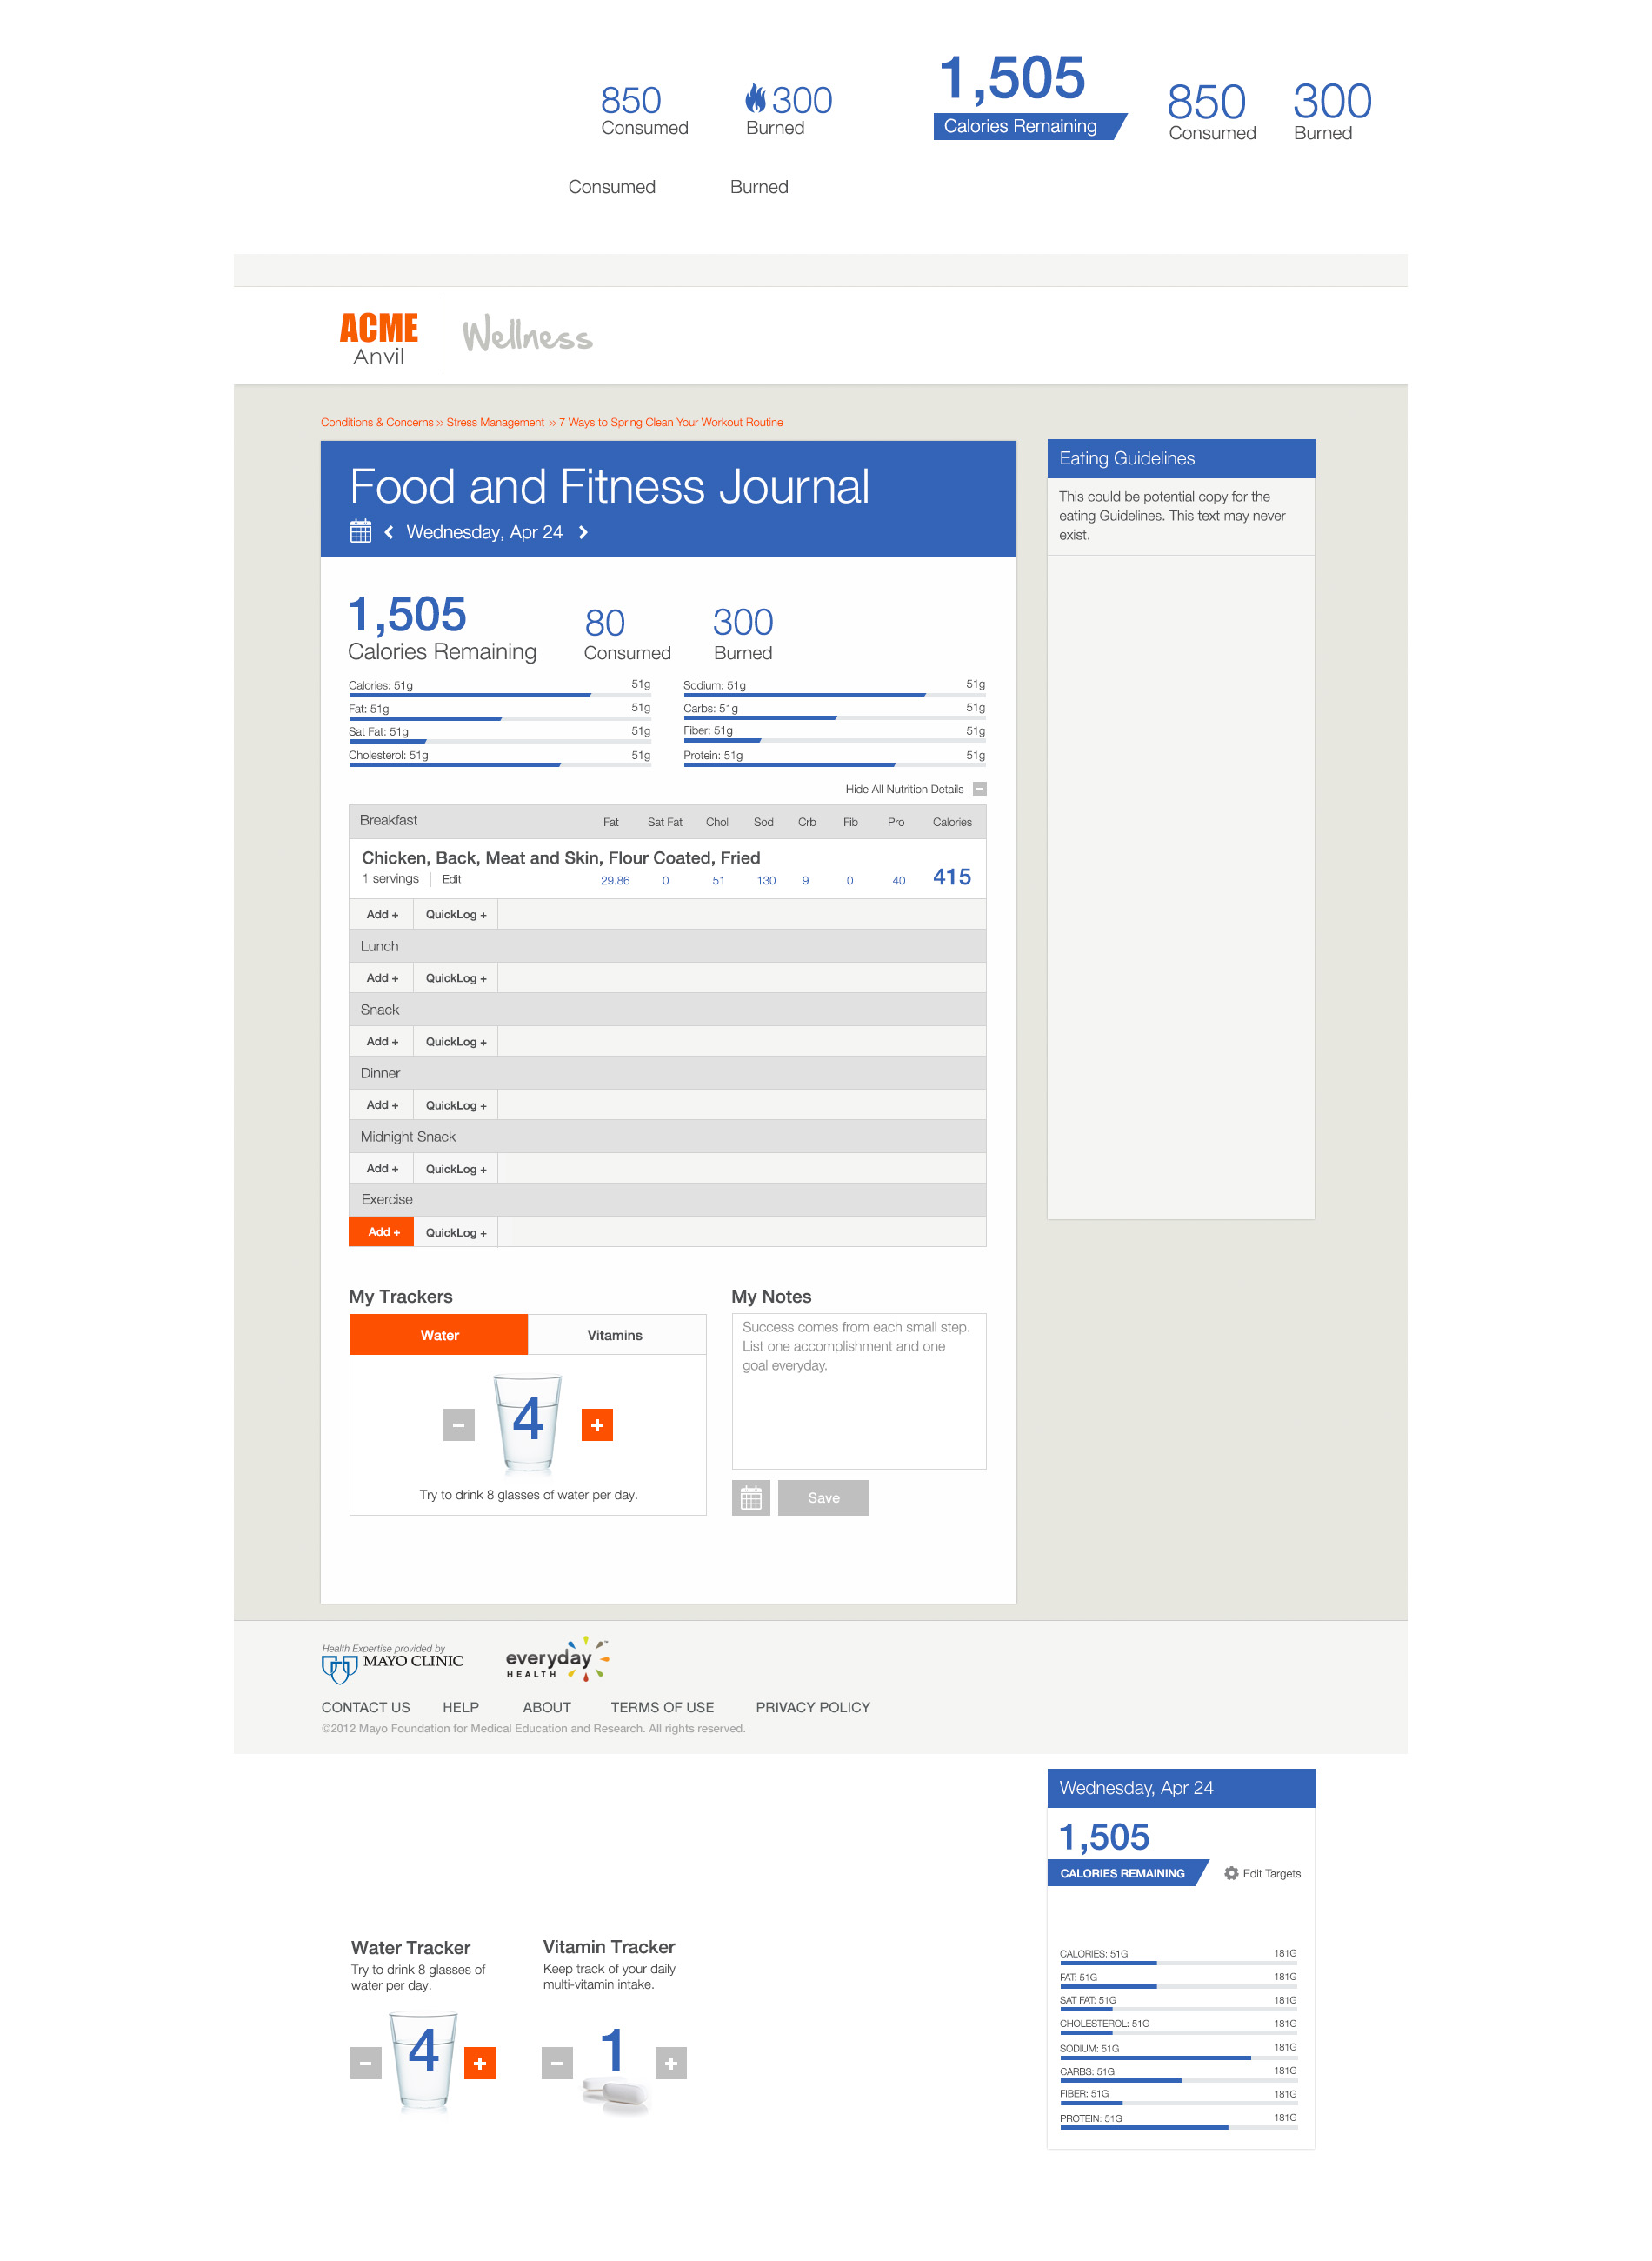 850
Consumed
300
Burned
1,505
Calories Remaining
850
Consumed
300
Burned
Consumed
Burned
ACME
Anvil
Wellness
Conditions & Concerns » Stress Management » 7 Ways to Spring Clean Your Workout Routine
Food and Fitness Journal
Wednesday, Apr 24
Eating Guidelines
This could be potential copy for the
eating Guidelines. This text may never
exist.
1,505
Calories Remaining
80
Consumed
300
Burned
Calories: 51g 51g
Fat: 51g 51g
Sat Fat: 51g 51g
Cholesterol: 51g 51g
Sodium: 51g 51g
Carbs: 51g 51g
Fiber: 51g 51g
Protein: 51g 51g
Hide All Nutrition Details
Breakfast Fat Sat Fat Chol Sod Crb Fib Pro Calories
Chicken, Back, Meat and Skin, Flour Coated, Fried
1 servings Edit 29.86 0 51 130 9 0 40 415
Add + QuickLog +
Lunch
Add + QuickLog +
Snack
Add + QuickLog +
Dinner
Add + QuickLog +
Midnight Snack
Add + QuickLog +
Exercise
Add + QuickLog +
My Trackers
Water Vitamins
4
Try to drink 8 glasses of water per day.
My Notes
Success comes from each small step.
List one accomplishment and one
goal everyday.
Save
Health Expertise provided by
MAYO CLINIC
everyday
HEALTH
CONTACT US HELP ABOUT TERMS OF USE PRIVACY POLICY
©2012 Mayo Foundation for Medical Education and Research. All rights reserved.
Wednesday, Apr 24
1,505
CALORIES REMAINING
Edit Targets
CALORIES: 51G 181G
FAT: 51G 181G
SAT FAT: 51G 181G
CHOLESTEROL: 51G 181G
SODIUM: 51G 181G
CARBS: 51G 181G
FIBER: 51G 181G
PROTEIN: 51G 181G
Water Tracker
Try to drink 8 glasses of
water per day.
4
Vitamin Tracker
Keep track of your daily
multi-vitamin intake.
1